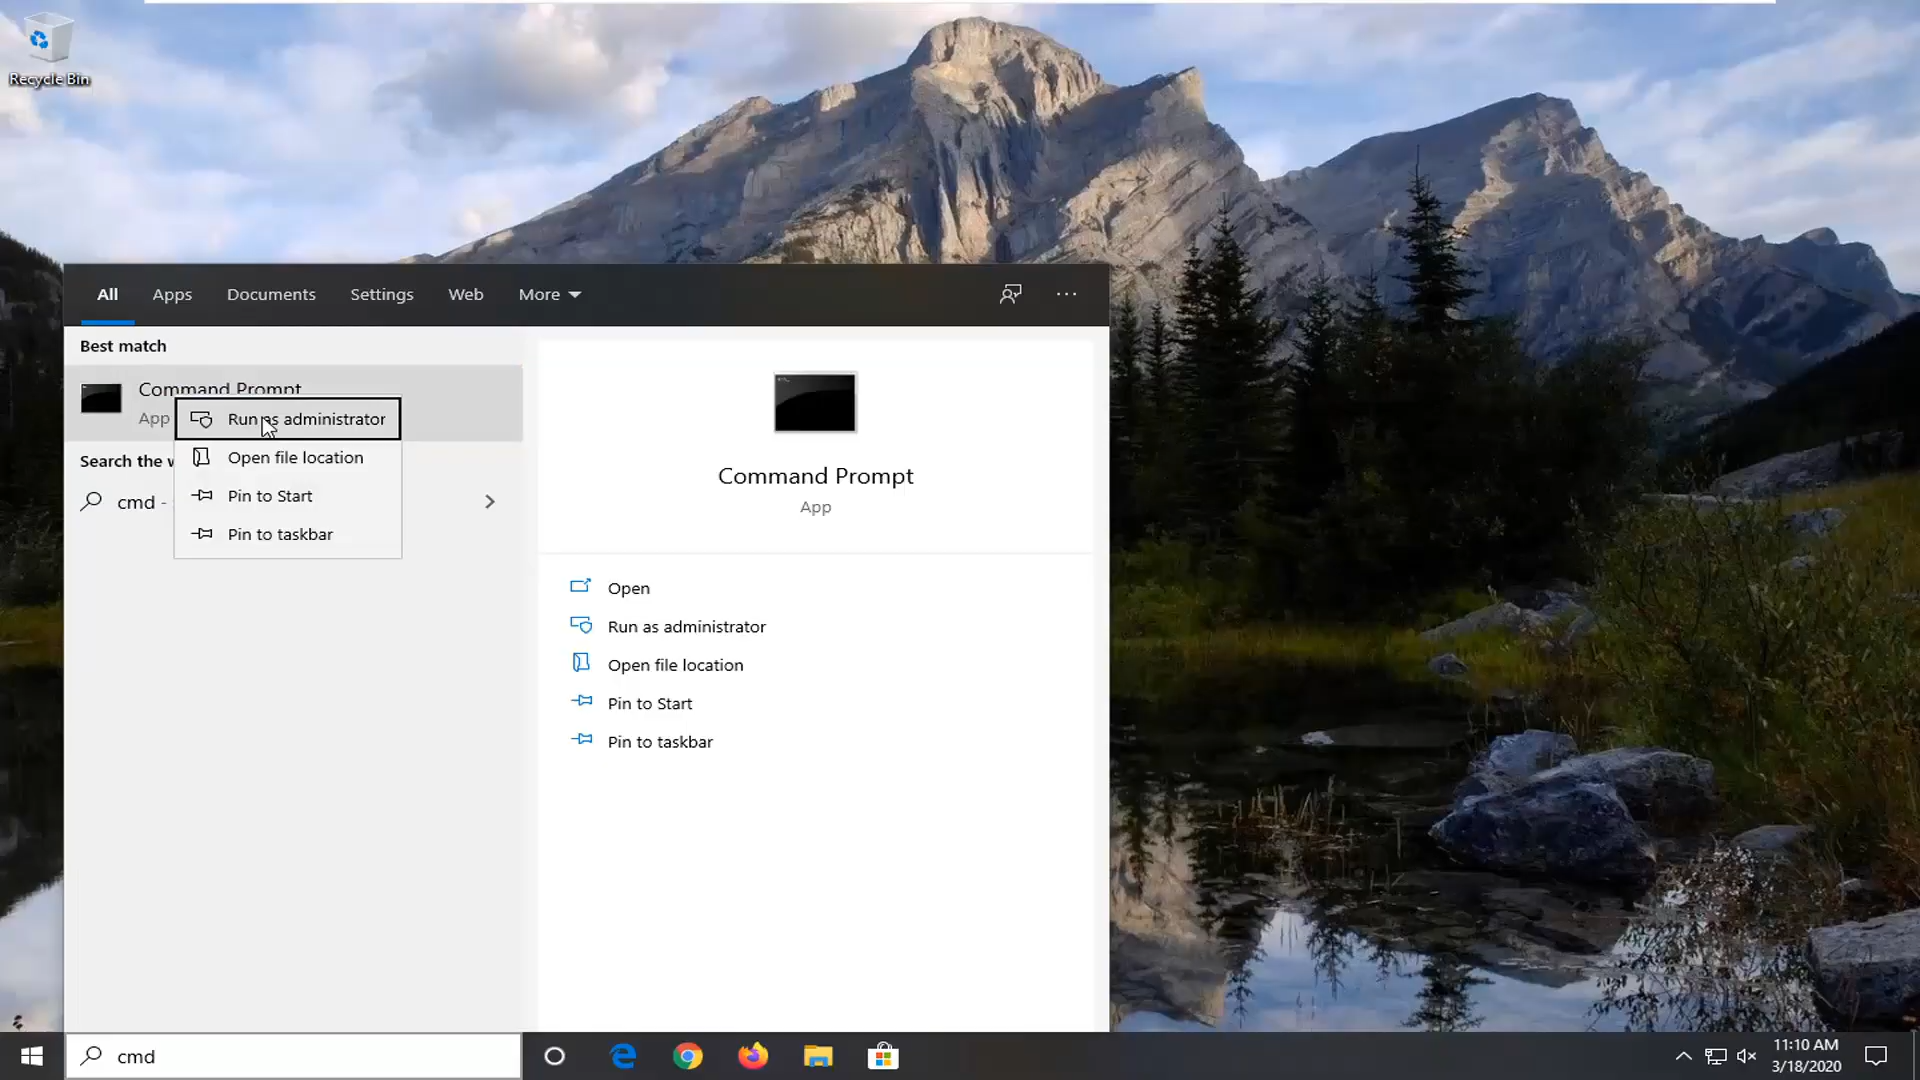 Recycle Bin
All Apps Documents Settings Web More
Best match
Command Prompt
App
Run as administrator
Open file location
Pin to Start
Pin to taskbar
Search the
cmd -
Command Prompt
App
Open
Run as administrator
Open file location
Pin to Start
Pin to taskbar
cmd
11:10 AM
3/18/2020